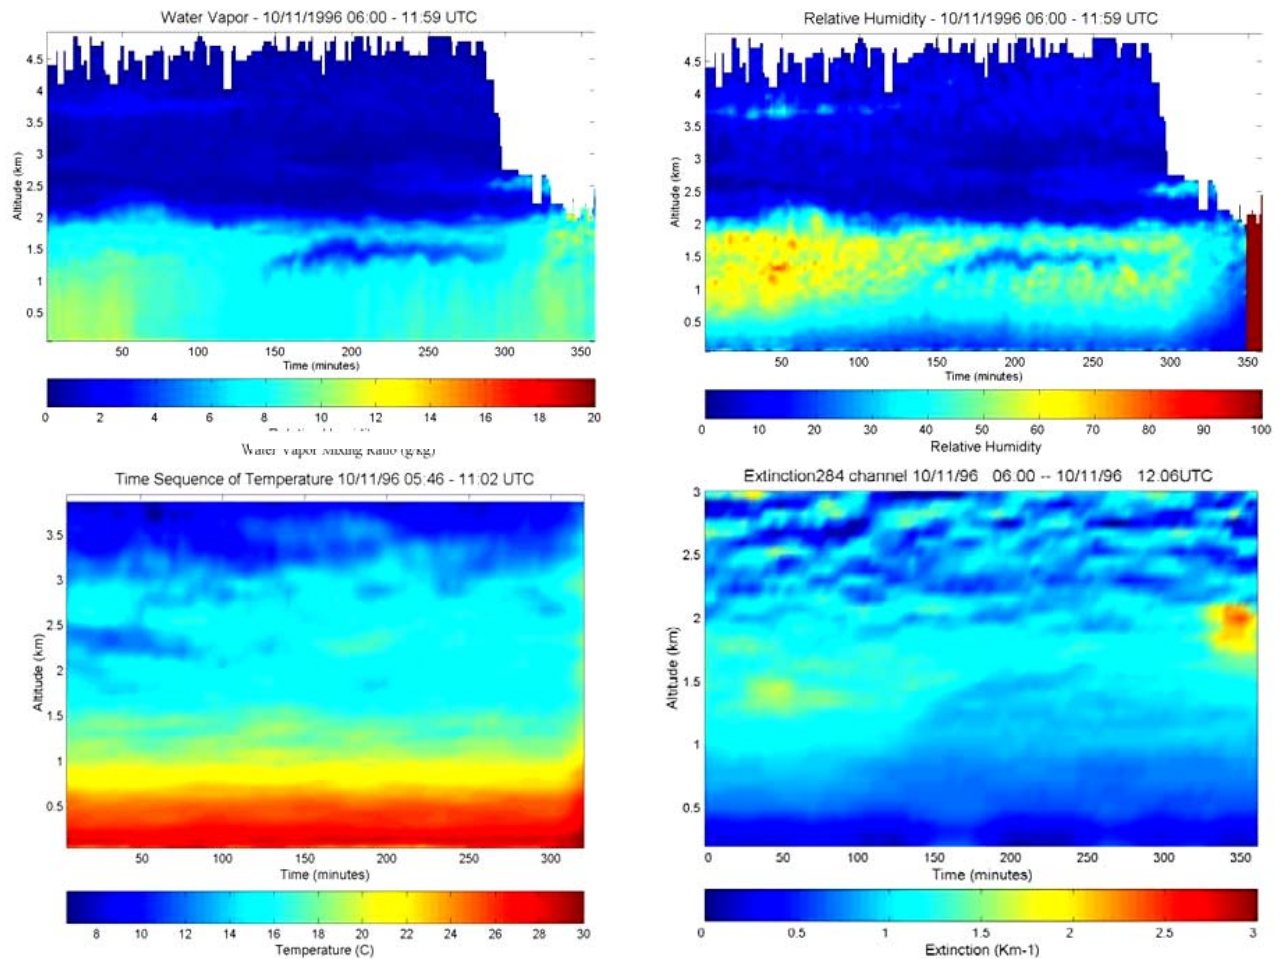 Water Vapor - 10/11/1996 06:00 - 11:59 UTC
Altitude (km)
4.5
4
3.5
3
2.5
2
1.5
1
0.5
50 100 150 200 250 300 350
Time (minutes)
0 2 4 6 8 10 12 14 16 18 20
Water Vapor Mixing Ratio (g/kg)
Relative Humidity - 10/11/1996 06:00 - 11:59 UTC
Altitude (km)
4.5
4
3.5
3
2.5
2
1.5
1
0.5
50 100 150 200 250 300 350
Time (minutes)
0 10 20 30 40 50 60 70 80 90 100
Relative Humidity
Time Sequence of Temperature 10/11/96 05:46 - 11:02 UTC
Altitude (km)
3.5
3
2.5
2
1.5
1
0.5
50 100 150 200 250 300
Time (minutes)
8 10 12 14 16 18 20 22 24 26 28 30
Temperature (C)
Extinction284 channel 10/11/96 06:00 -- 10/11/96 12.06UTC
Altitude (km)
3
2.5
2
1.5
1
0.5
0 50 100 150 200 250 300 350
Time (minutes)
0 0.5 1 1.5 2 2.5 3
Extinction (Km-1)